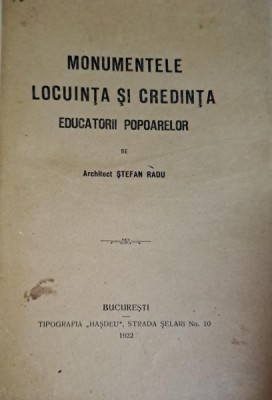 MONUMENTELE
LOCUINȚA ȘI CREDINȚA
EDUCATORII POPOARELOR
DE
Architect ȘTEFAN RADU
BUCUREȘTI
TIPOGRAFIA „HAȘDEU", STRADA ȘELARI No. 10
1922